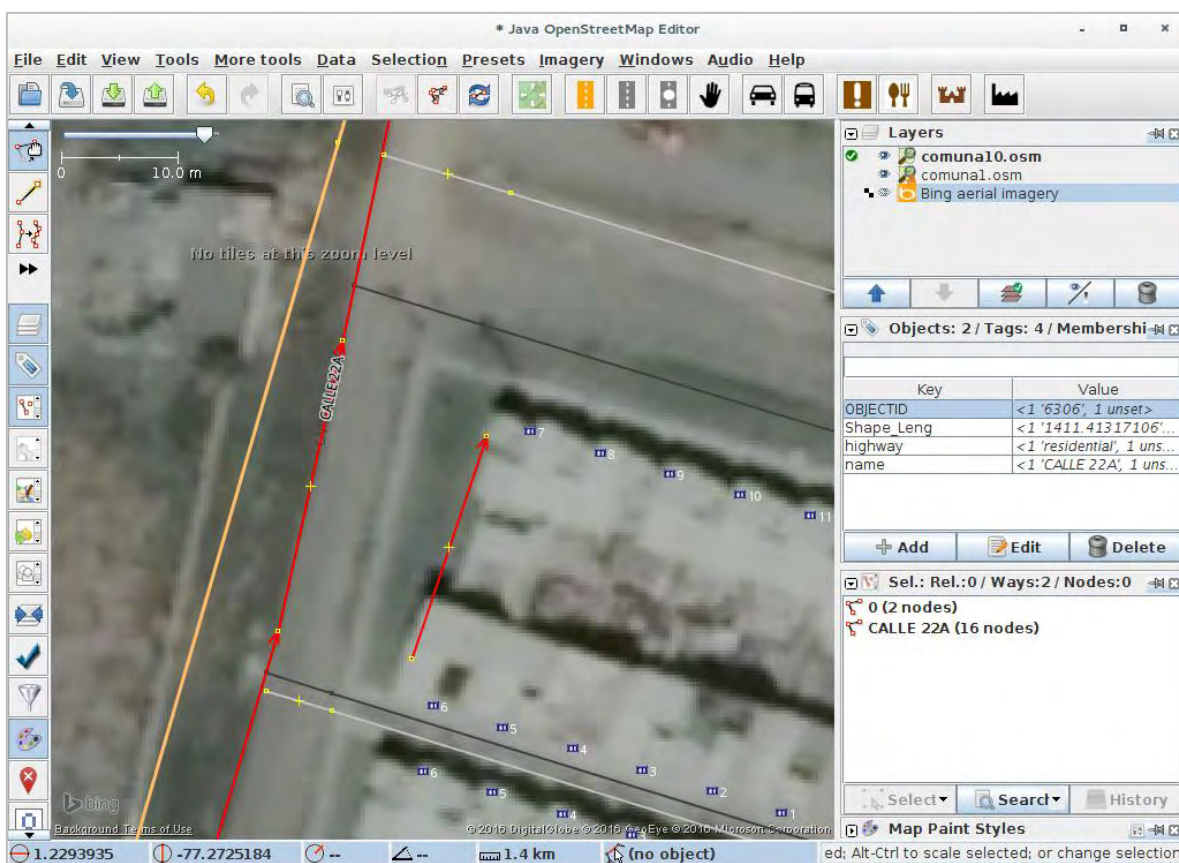 * Java OpenStreetMap Editor
File Edit View Tools More tools Data Selection Presets Imagery Windows Audio Help
0 10.0 m
No tiles at this zoom level
CALLE22A
7
8
9
10
11
6
5
4
3
2
1
6
5
4
bing
Background Terms of Use
© 2016 DigitalGlobe © 2016 GeoEye © 2016 Microsoft Corporation
Layers
comuna10.osm
comuna1.osm
Bing aerial imagery
Objects: 2 / Tags: 4 / Membershi
Key Value
OBJECTID <1 '6306', 1 unset>
Shape_Leng <1 '1411.41317106'...
highway <1 'residential', 1 uns...
name <1 'CALLE 22A', 1 uns...
Add Edit Delete
Sel.: Rel.:0 / Ways:2 / Nodes:0
0 (2 nodes)
CALLE 22A (16 nodes)
Select Search History
Map Paint Styles
1.2293935 -77.2725184 -- -- 1.4 km (no object) ed; Alt-Ctrl to scale selected; or change selection